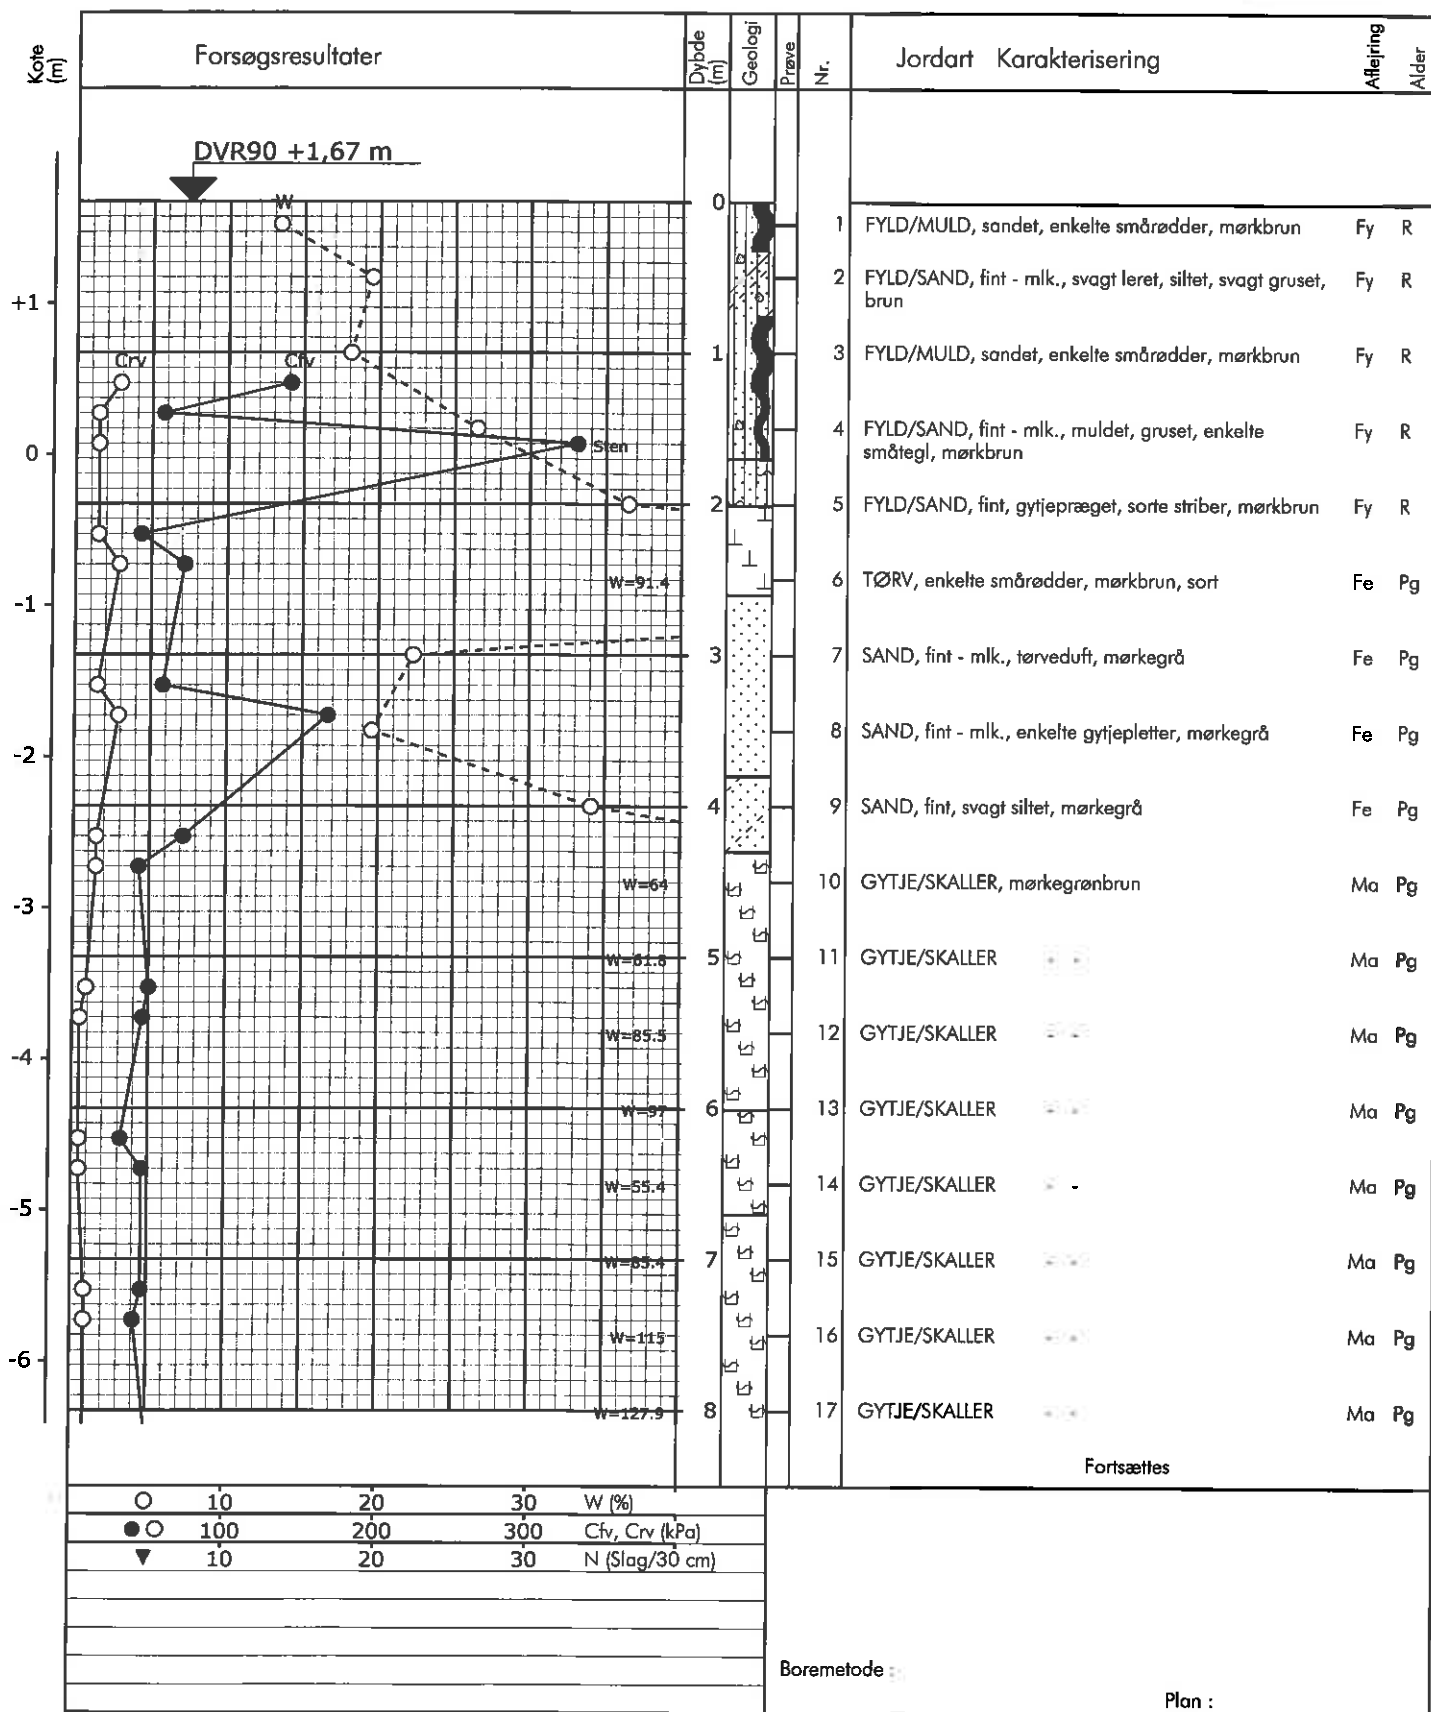 Kote (m)
Forsøgsresultater
Dybde (m)
Geologi
Prøve
Nr.
Jordart Karakterisering
Aflejring
Alder
DVR90 +1,67 m
W
0
1 FYLD/MULD, sandet, enkelte smårødder, mørkbrun Fy R
2 FYLD/SAND, fint - mlk., svagt leret, siltet, svagt gruset, Fy R
brun
+1
1
3 FYLD/MULD, sandet, enkelte smårødder, mørkbrun Fy R
Crv
Cfv
4 FYLD/SAND, fint - mlk., muldet, gruset, enkelte Fy R
småtegl, mørkbrun
0
Sten
2
5 FYLD/SAND, fint, gytjepræget, sorte striber, mørkbrun Fy R
W=91.4
6 TØRV, enkelte smårødder, mørkbrun, sort Fe Pg
-1
3
7 SAND, fint - mlk., tørveduft, mørkegrå Fe Pg
8 SAND, fint - mlk., enkelte gytjepletter, mørkegrå Fe Pg
-2
4
9 SAND, fint, svagt siltet, mørkegrå Fe Pg
W=64
10 GYTJE/SKALLER, mørkegrønbrun Ma Pg
-3
W=61.8
5
11 GYTJE/SKALLER - - Ma Pg
W=85.5
12 GYTJE/SKALLER - - Ma Pg
-4
W=97
6
13 GYTJE/SKALLER - - Ma Pg
W=55.4
14 GYTJE/SKALLER - - Ma Pg
-5
W=85.4
7
15 GYTJE/SKALLER - - Ma Pg
W=115
16 GYTJE/SKALLER - - Ma Pg
-6
W=127.9
8
17 GYTJE/SKALLER - - Ma Pg
Fortsættes
10 20 30 W (%)
100 200 300 Cfv, Crv (kPa)
10 20 30 N (Slag/30 cm)
Boremetode :
Plan :